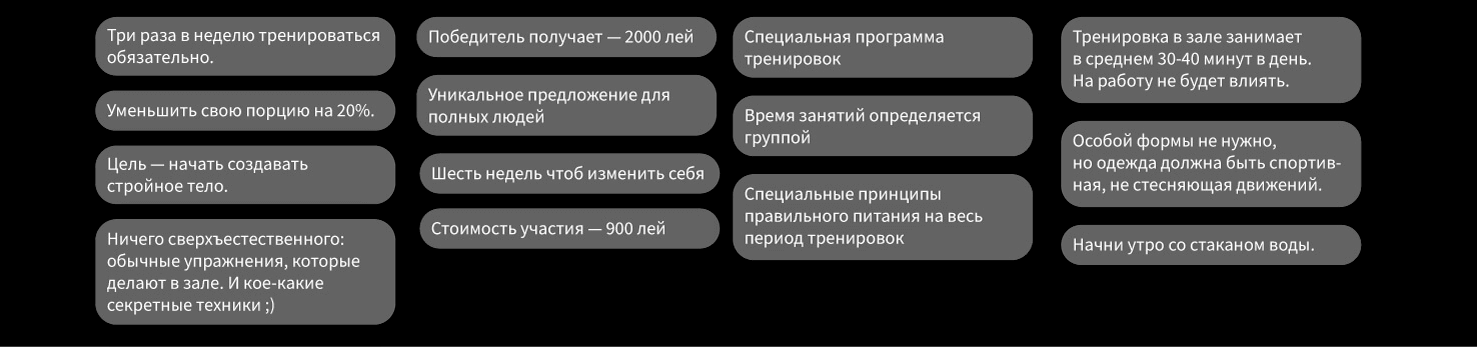 Три раза в неделю тренироваться
обязательно.
Уменьшить свою порцию на 20%.
Цель — начать создавать
стройное тело.
Ничего сверхъестественного:
обычные упражнения, которые
делают в зале. И кое-какие
секретные техники ;)
Победитель получает — 2000 лей
Уникальное предложение для
полных людей
Шесть недель чтоб изменить себя
Стоимость участия — 900 лей
Специальная программа
тренировок
Время занятий определяется
группой
Специальные принципы
правильного питания на весь
период тренировок
Тренировка в зале занимает
в среднем 30-40 минут в день.
На работу не будет влиять.
Особой формы не нужно,
но одежда должна быть спортив-
ная, не стесняющая движений.
Начни утро со стаканом воды.